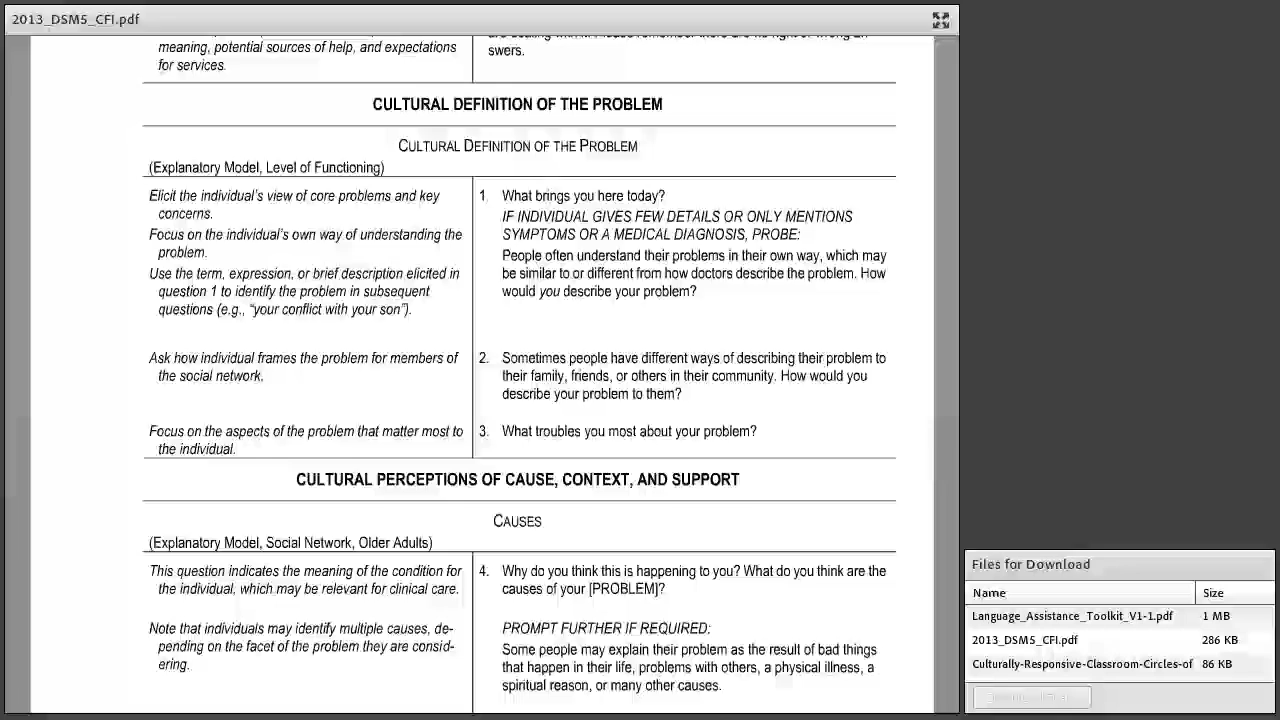 2013_DSM5_CFI.pdf
meaning, potential sources of help, and expectations
for services.
swers.
CULTURAL DEFINITION OF THE PROBLEM
CULTURAL DEFINITION OF THE PROBLEM
(Explanatory Model, Level of Functioning)
Elicit the individual's view of core problems and key
concerns.
Focus on the individual's own way of understanding the
problem.
Use the term, expression, or brief description elicited in
question 1 to identify the problem in subsequent
questions (e.g., “your conflict with your son”).
1 What brings you here today?
IF INDIVIDUAL GIVES FEW DETAILS OR ONLY MENTIONS
SYMPTOMS OR A MEDICAL DIAGNOSIS, PROBE:
People often understand their problems in their own way, which may
be similar to or different from how doctors describe the problem. How
would you describe your problem?
Ask how individual frames the problem for members of
the social network.
2. Sometimes people have different ways of describing their problem to
their family, friends, or others in their community. How would you
describe your problem to them?
Focus on the aspects of the problem that matter most to
the individual.
3. What troubles you most about your problem?
CULTURAL PERCEPTIONS OF CAUSE, CONTEXT, AND SUPPORT
CAUSES
(Explanatory Model, Social Network, Older Adults)
This question indicates the meaning of the condition for
the individual, which may be relevant for clinical care.
Note that individuals may identify multiple causes, de-
pending on the facet of the problem they are consid-
ering.
4. Why do you think this is happening to you? What do you think are the
causes of your [PROBLEM]?
PROMPT FURTHER IF REQUIRED:
Some people may explain their problem as the result of bad things
that happen in their life, problems with others, a physical illness, a
spiritual reason, or many other causes.
Files for Download
Name Size
Language_Assistance_Toolkit_V1-1.pdf 1 MB
2013_DSM5_CFI.pdf 286 KB
Culturally-Responsive-Classroom-Circles-of 86 KB